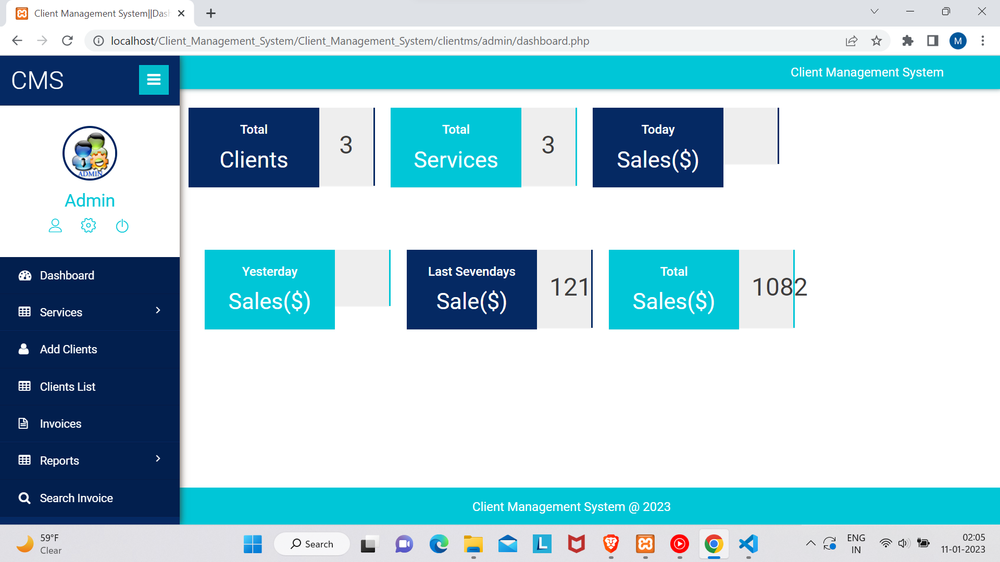 Client Management System||Das
localhost/Client_Management_System/Client_Management_System/clientms/admin/dashboard.php
M
CMS
Client Management System
ADMIN
Admin
Total
Clients
3
Total
Services
3
Today
Sales($)
Yesterday
Sales($)
Last Sevendays
Sale($)
121
Total
Sales($)
1082
Dashboard
Services
Add Clients
Clients List
Invoices
Reports
Search Invoice
Client Management System @ 2023
59°F
Clear
Search
L
ENG
IN
02:05
11-01-2023